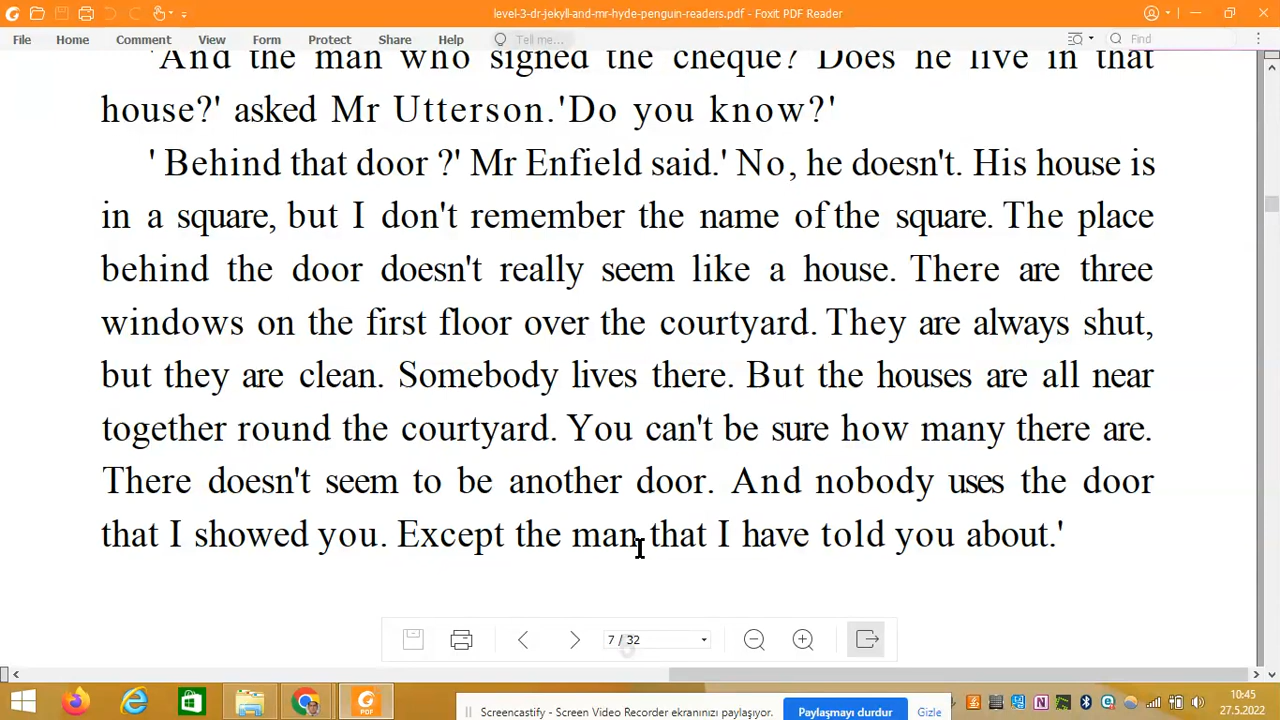 level-3-dr-jekyll-and-mr-hyde-penguin-readers.pdf - Foxit PDF Reader
File Home Comment View Form Protect Share Help Tell me... Find
'And the man who signed the cheque? Does he live in that
house?' asked Mr Utterson.'Do you know?'
' Behind that door ?' Mr Enfield said.' No, he doesn't. His house is
in a square, but I don't remember the name of the square. The place
behind the door doesn't really seem like a house. There are three
windows on the first floor over the courtyard. They are always shut,
but they are clean. Somebody lives there. But the houses are all near
together round the courtyard. You can't be sure how many there are.
There doesn't seem to be another door. And nobody uses the door
that I showed you. Except the man that I have told you about.'
7 / 32
10:45
Screencastify - Screen Video Recorder ekranınızı paylaşıyor. Paylaşmayı durdur Gizle
27.5.2022